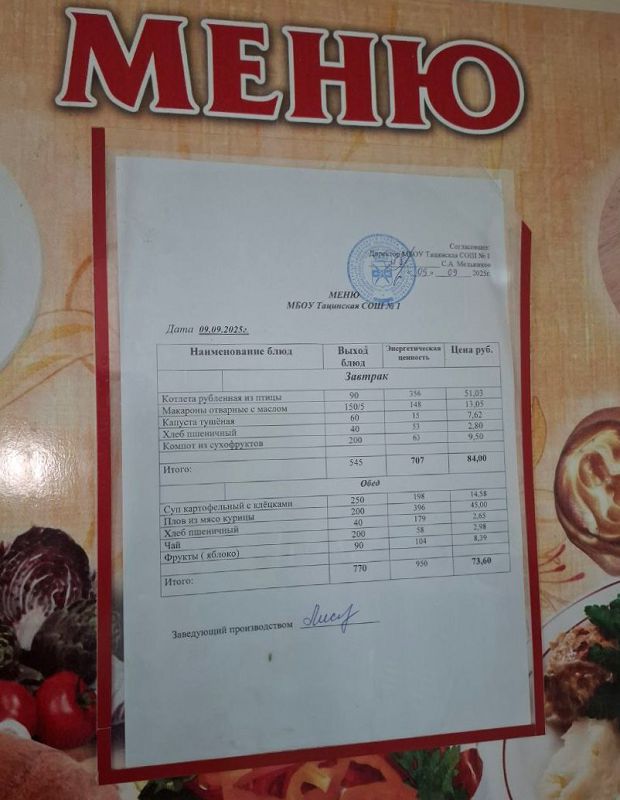 МЕНЮ
Согласовано:
Директор МБОУ Тацинская СОШ № 1
С.А. Мельников
«05» 09 2025г.
МЕНЮ
МБОУ Тацинская СОШ № 1
Дата 09.09.2025г.
Наименование блюд Выход блюд Энергетическая ценность Цена руб.
Завтрак
Котлета рубленная из птицы 90 356 51,03
Макароны отварные с маслом 150/5 148 13,05
Капуста тушёная 60 15 7,62
Хлеб пшеничный 40 53 2,80
Компот из сухофруктов 200 63 9,50
Итого: 545 707 84,00
Обед
Суп картофельный с клёцками 250 198 14,58
Плов из мясо курицы 200 396 45,00
Хлеб пшеничный 40 179 2,65
Чай 200 58 2,98
Фрукты ( яблоко) 90 104 8,39
Итого: 770 950 73,60
Заведующий производством